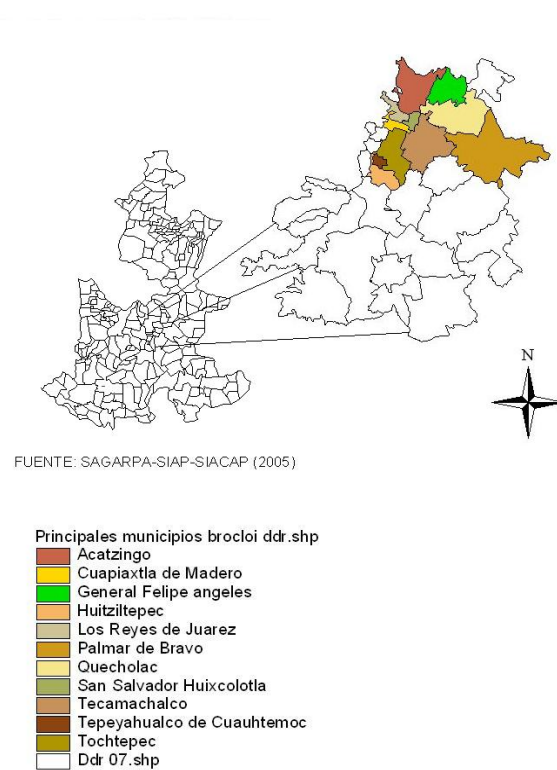 N
FUENTE: SAGARPA-SIAP-SIACAP (2005)
Principales municipios brocloi ddr.shp
Acatzingo
Cuapiaxtla de Madero
General Felipe angeles
Huitziltepec
Los Reyes de Juarez
Palmar de Bravo
Quecholac
San Salvador Huixcolotla
Tecamachalco
Tepeyahualco de Cuauhtemoc
Tochtepec
Ddr 07.shp